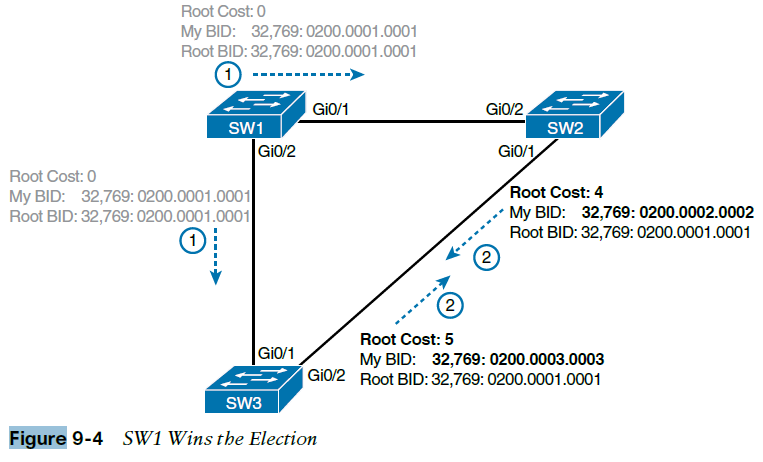 Root Cost: 0
My BID: 32,769: 0200.0001.0001
Root BID: 32,769: 0200.0001.0001
1
Gi0/1
Gi0/2
SW1
SW2
Gi0/2
Gi0/1
Root Cost: 0
My BID: 32,769: 0200.0001.0001
Root BID: 32,769: 0200.0001.0001
1
Root Cost: 4
My BID: 32,769: 0200.0002.0002
Root BID: 32,769: 0200.0001.0001
2
2
Root Cost: 5
My BID: 32,769: 0200.0003.0003
Root BID: 32,769: 0200.0001.0001
Gi0/1
Gi0/2
SW3
Figure 9-4 SW1 Wins the Election